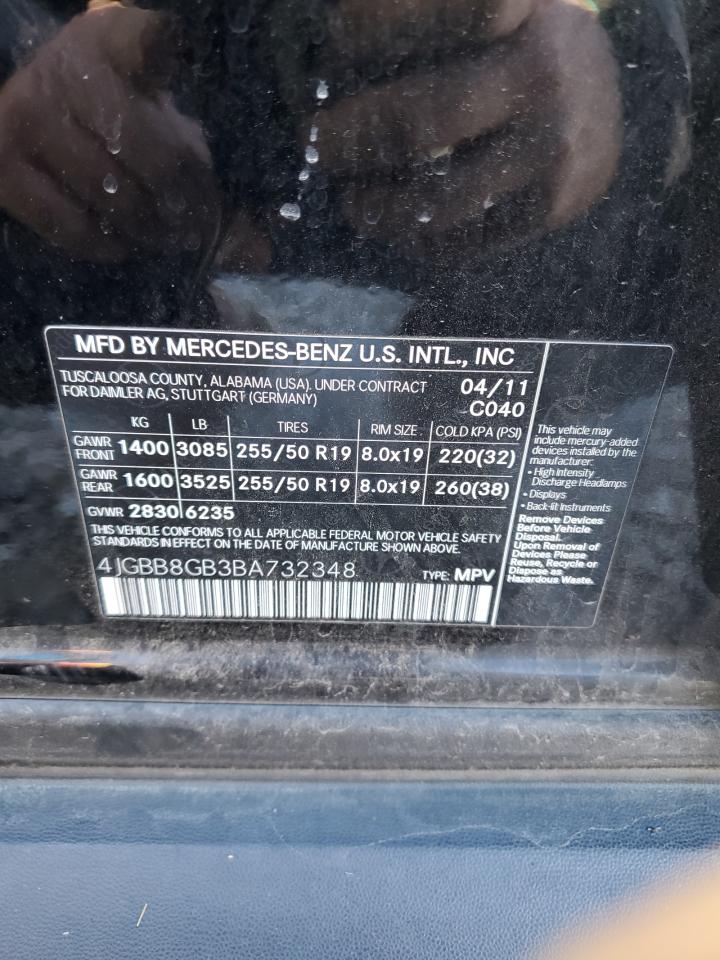 MFD BY MERCEDES-BENZ U.S. INTL., INC
TUSCALOOSA COUNTY, ALABAMA (USA). UNDER CONTRACT
FOR DAIMLER AG, STUTTGART (GERMANY)
04/11
C040
KG LB TIRES RIM SIZE COLD KPA (PSI)
GAWR FRONT 1400 3085 255/50 R19 8.0x19 220(32)
GAWR REAR 1600 3525 255/50 R19 8.0x19 260(38)
GVWR 2830 6235
THIS VEHICLE CONFORMS TO ALL APPLICABLE FEDERAL MOTOR VEHICLE SAFETY
STANDARDS IN EFFECT ON THE DATE OF MANUFACTURE SHOWN ABOVE.
4JGBB8GB3BA732348 TYPE: MPV
This vehicle may
include mercury-added
devices installed by the
manufacturer:
• High Intensity
Discharge Headlamps
• Displays
• Back-lit Instruments
Remove Devices
Before Vehicle
Disposal.
Upon Removal of
Devices Please
Reuse, Recycle or
Dispose as
Hazardous Waste.